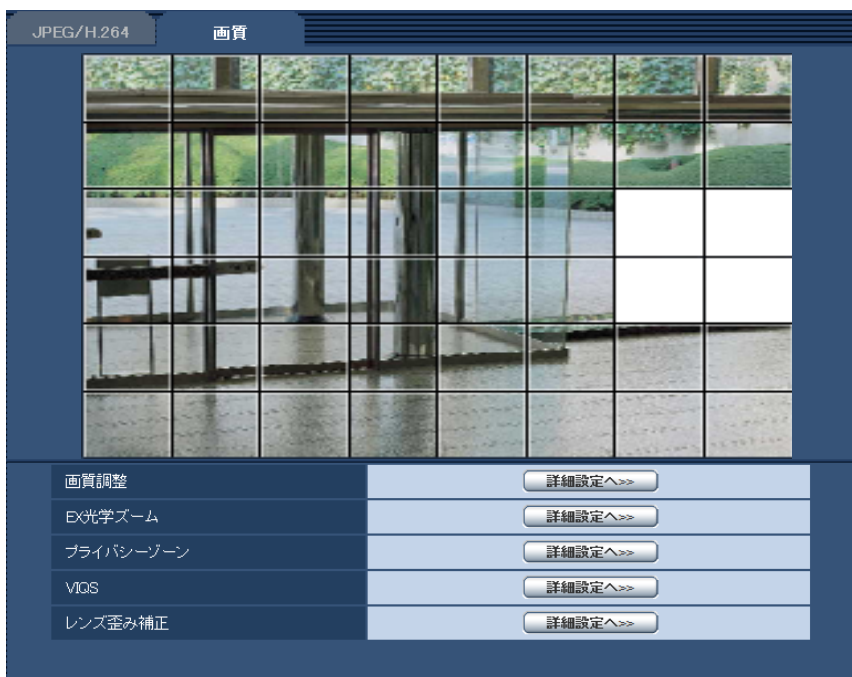 JPEG/H.264
画質
画質調整
詳細設定へ>>
EX光学ズーム
詳細設定へ>>
プライバシーゾーン
詳細設定へ>>
VIQS
詳細設定へ>>
レンズ歪み補正
詳細設定へ>>